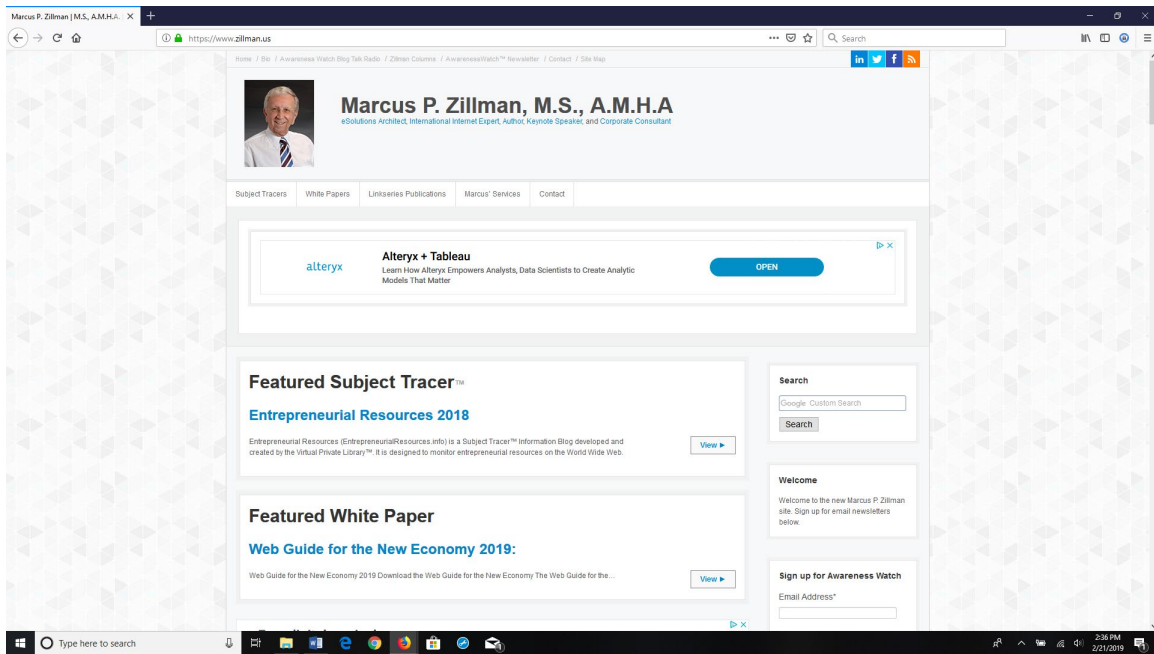 Marcus P. Zillman | M.S., A.M.H.A.
https://www.zillman.us
Search
Home / Bio / Awareness Watch Blog Talk Radio / Zillman Columns / AwarenessWatch™ Newsletter / Contact / Site Map
Marcus P. Zillman, M.S., A.M.H.A
eSolutions Architect, International Internet Expert, Author, Keynote Speaker, and Corporate Consultant
Subject Tracers White Papers Linkseries Publications Marcus' Services Contact
alteryx
Alteryx + Tableau
Learn How Alteryx Empowers Analysts, Data Scientists to Create Analytic
Models That Matter
OPEN
Featured Subject Tracer™
Entrepreneurial Resources 2018
Entrepreneurial Resources (EntrepreneurialResources.info) is a Subject Tracer™ Information Blog developed and
created by the Virtual Private Library™. It is designed to monitor entrepreneurial resources on the World Wide Web.
View ►
Featured White Paper
Web Guide for the New Economy 2019:
Web Guide for the New Economy 2019 Download the Web Guide for the New Economy The Web Guide for the...
View ►
Search
Google Custom Search
Search
Welcome
Welcome to the new Marcus P. Zillman
site. Sign up for email newsletters
below.
Sign up for Awareness Watch
Email Address*
Type here to search
2:36 PM
2/21/2019